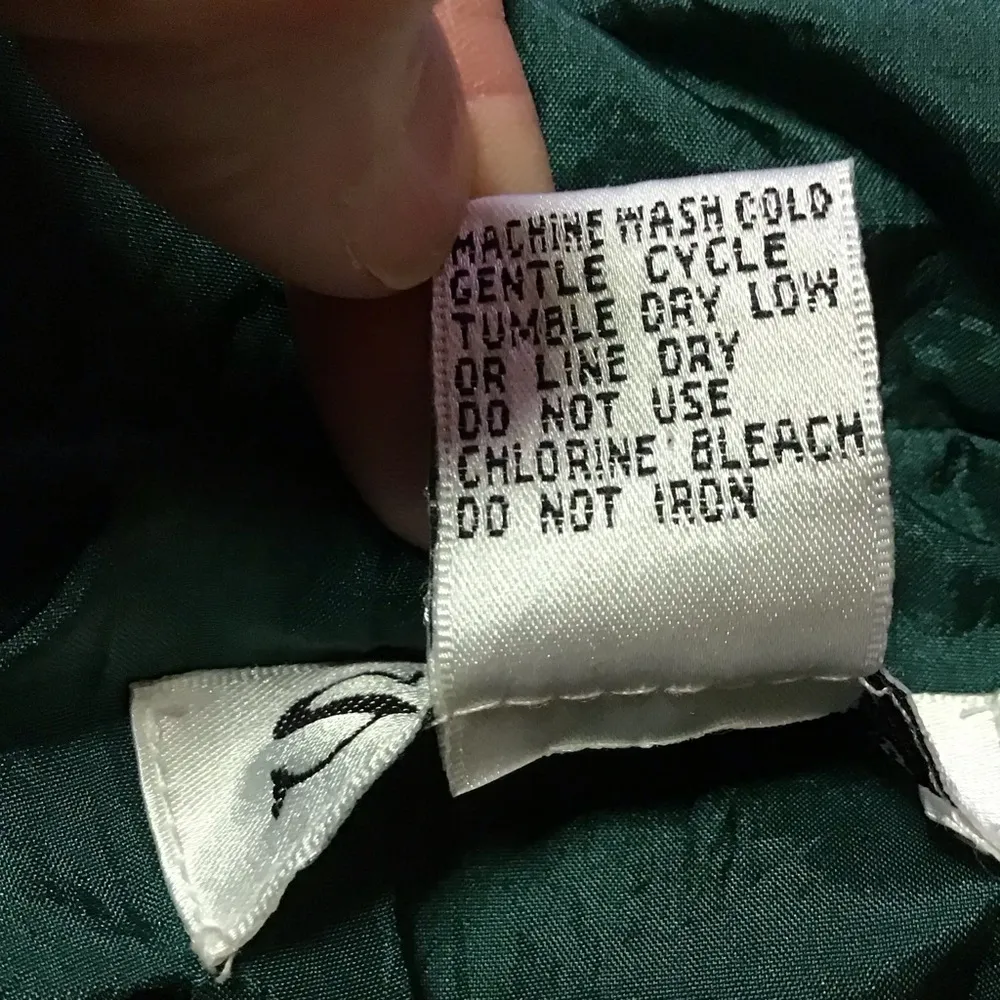 MACHINE WASH COLD
GENTLE CYCLE
TUMBLE DRY LOW
OR LINE DRY
DO NOT USE
CHLORINE BLEACH
DO NOT IRON